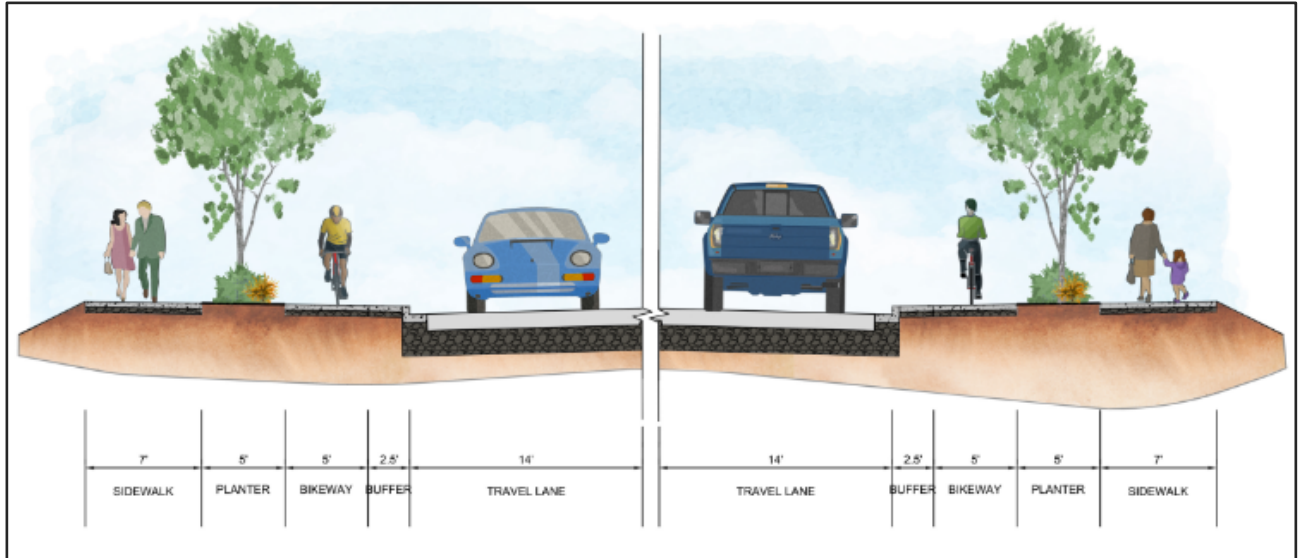 7' 5' 5' 2.5' 14' 14' 2.5' 5' 5' 7'
SIDEWALK PLANTER BIKEWAY BUFFER TRAVEL LANE TRAVEL LANE BUFFER BIKEWAY PLANTER SIDEWALK